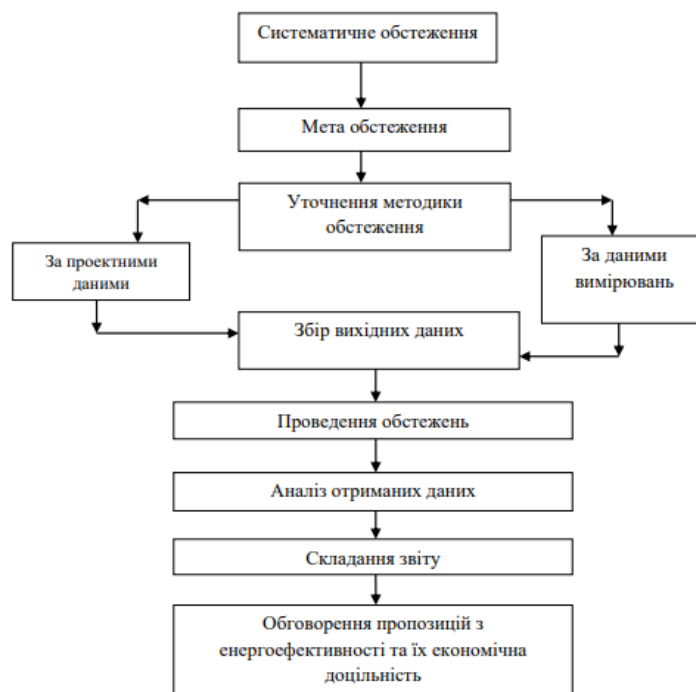 Систематичне обстеження
Мета обстеження
Уточнення методики
обстеження
За проектними
даними
За даними
вимірювань
Збір вихідних даних
Проведення обстежень
Аналіз отриманих даних
Складання звіту
Обговорення пропозицій з
енергоефективності та їх економічна
доцільність